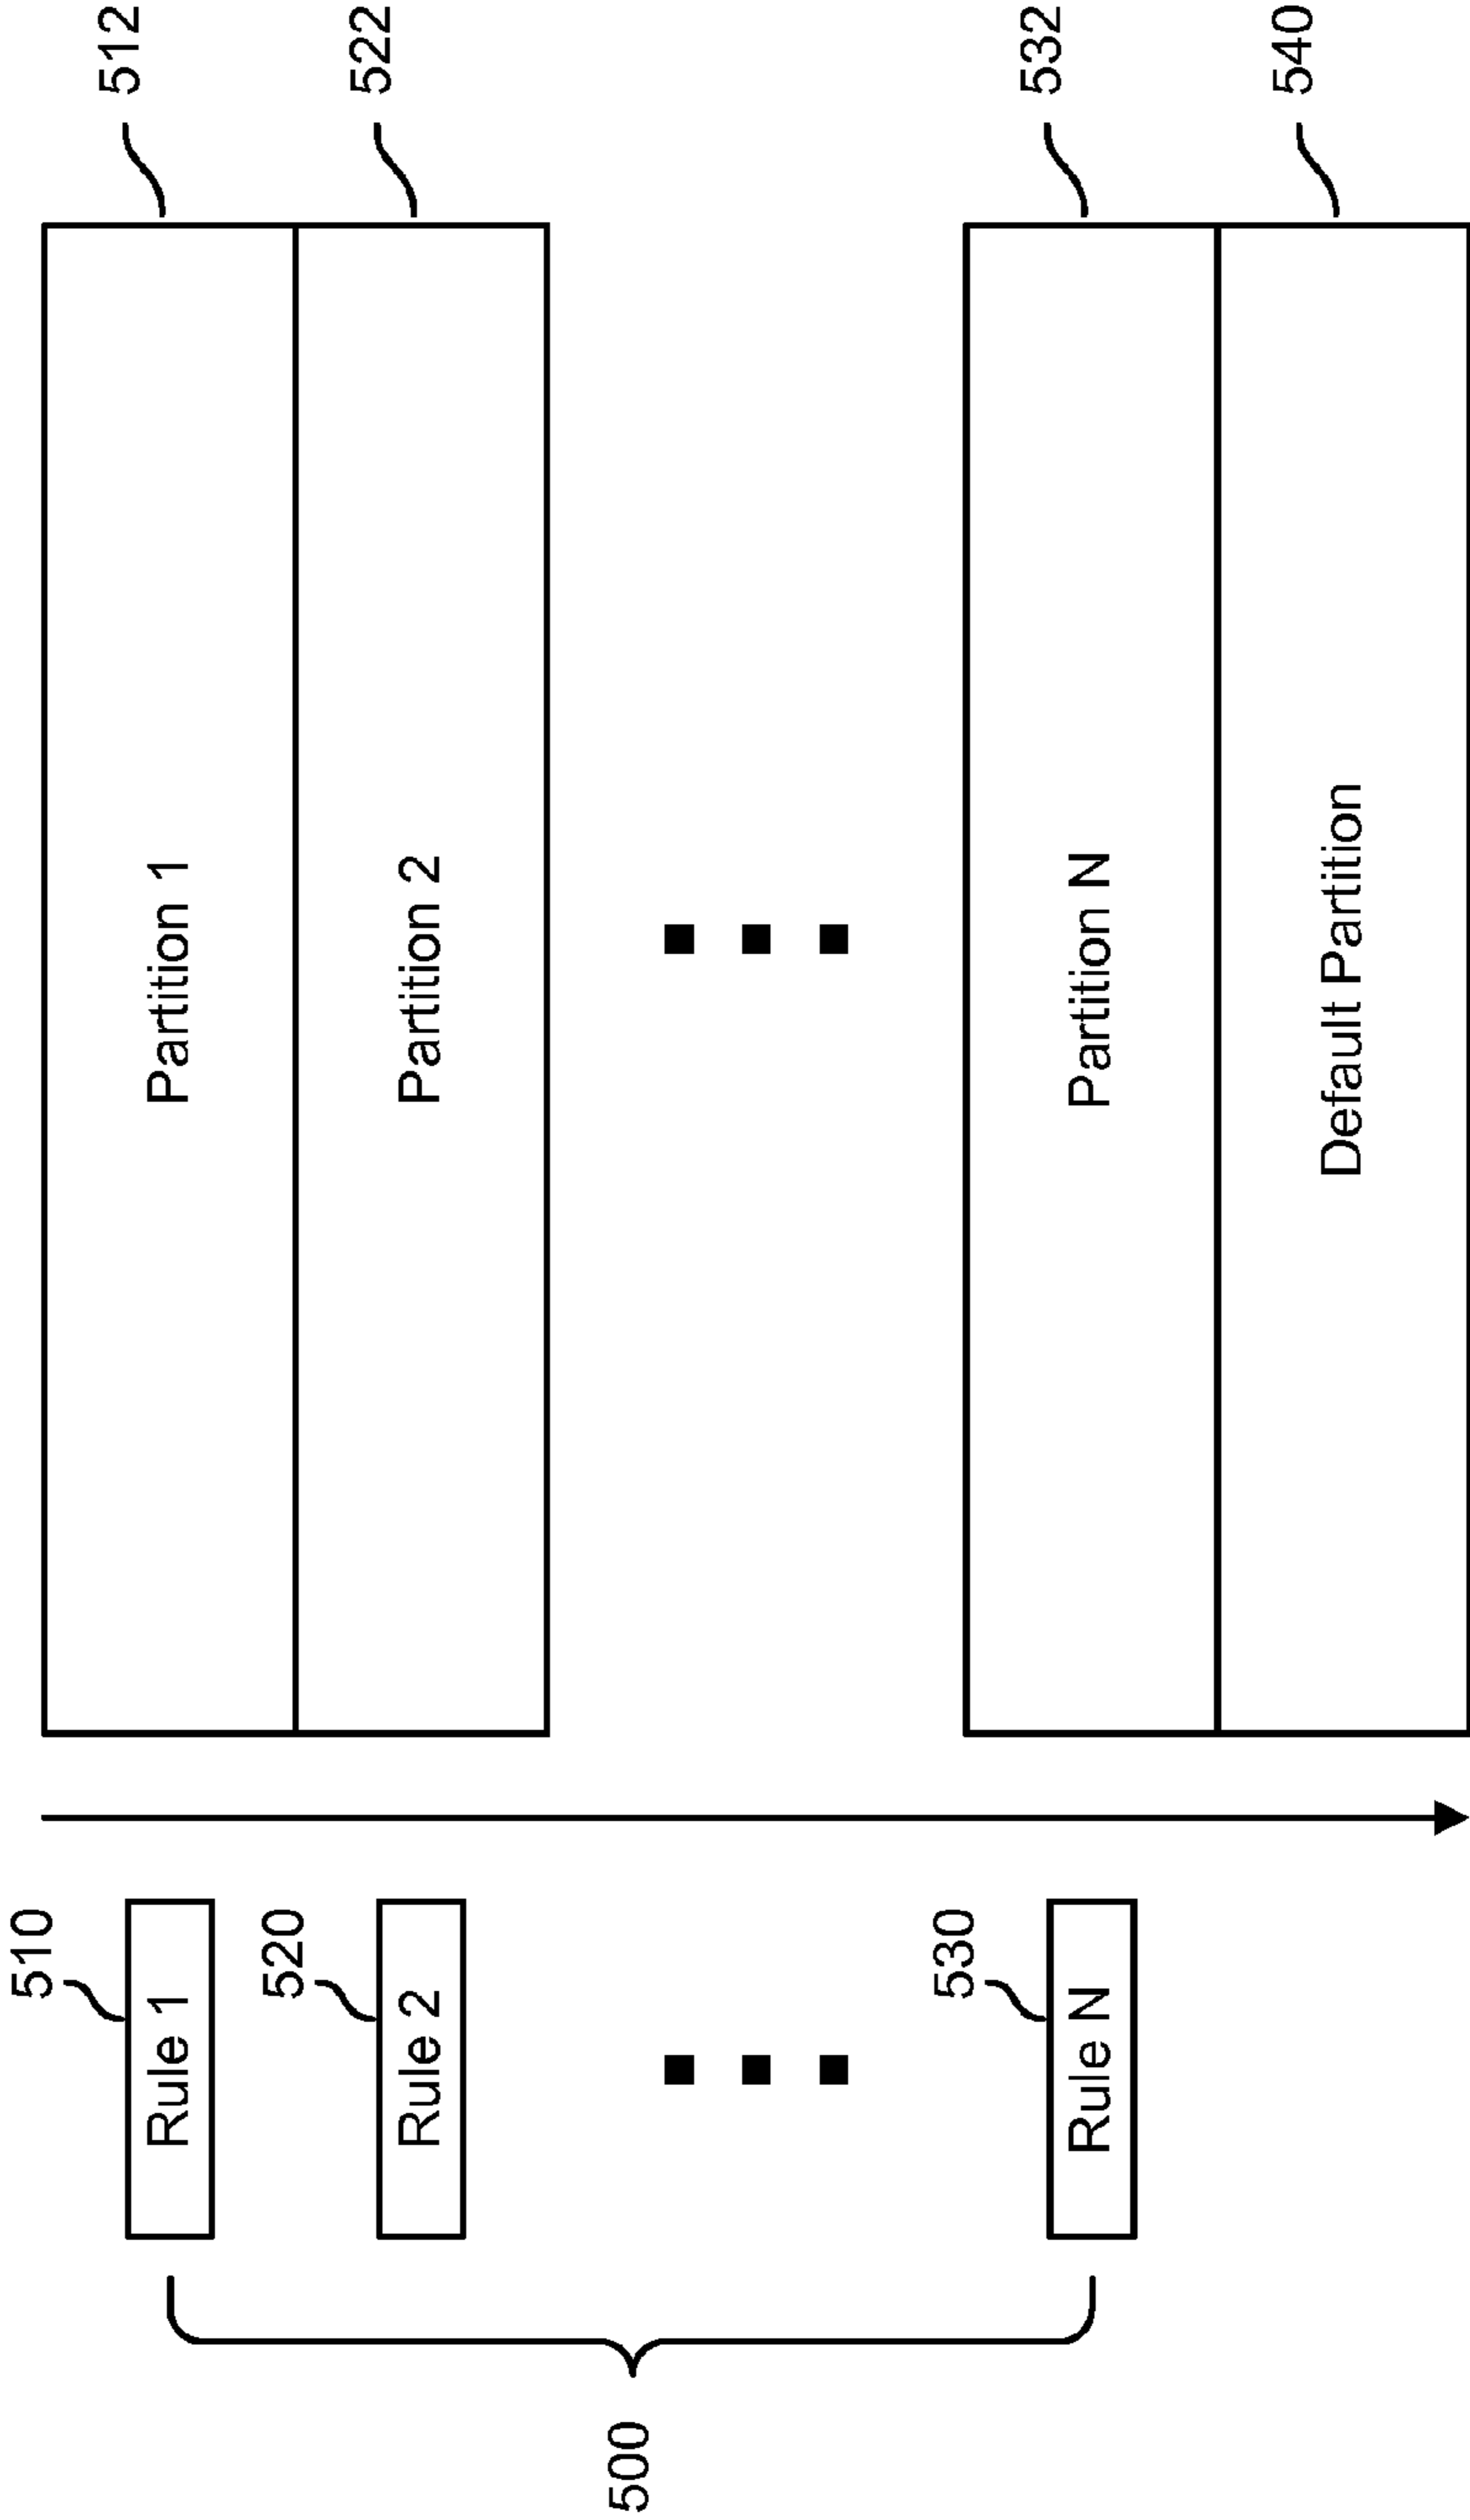 500
510
Rule 1
520
Rule 2
530
Rule N
Partition 1
512
Partition 2
522
Partition N
532
Default Partition
540